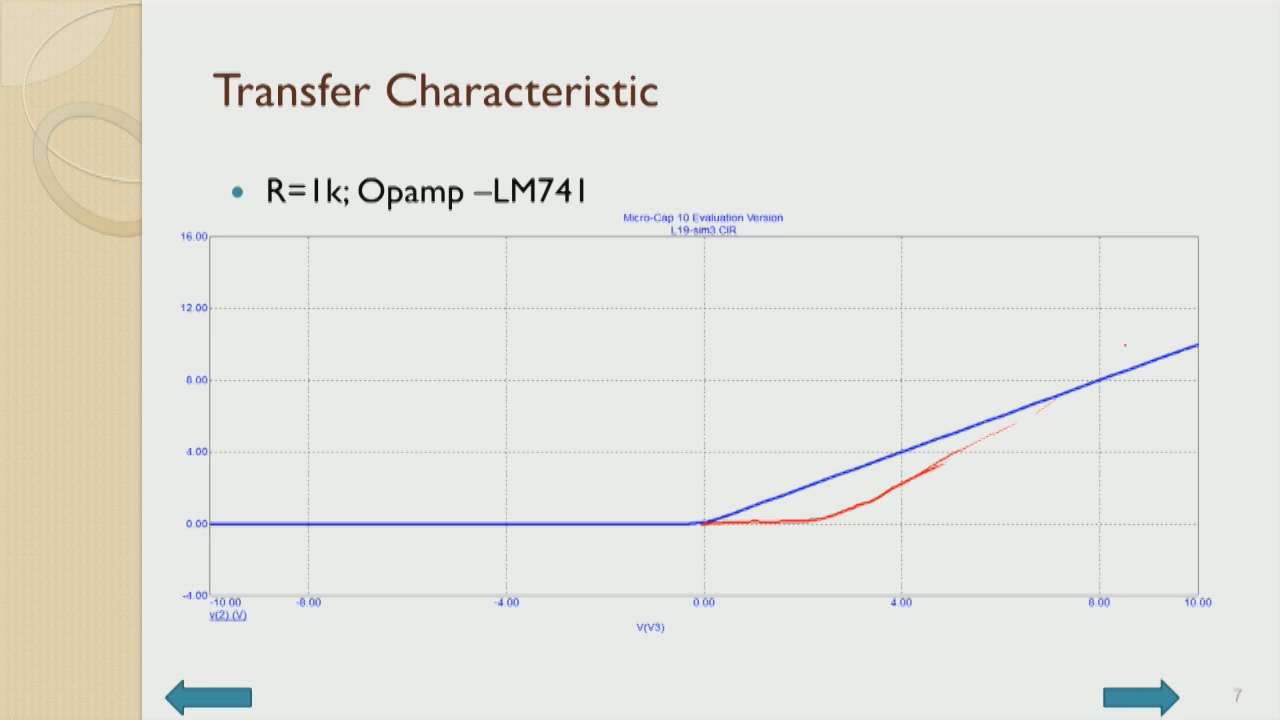 Transfer Characteristic
• R=1k; Opamp –LM741
Micro-Cap 10 Evaluation Version
L19-sim3.CIR
16.00
12.00
8.00
4.00
0.00
-4.00
-10.00 -8.00 -4.00 0.00 4.00 8.00 10.00
v(2) (V)
V(V3)
7